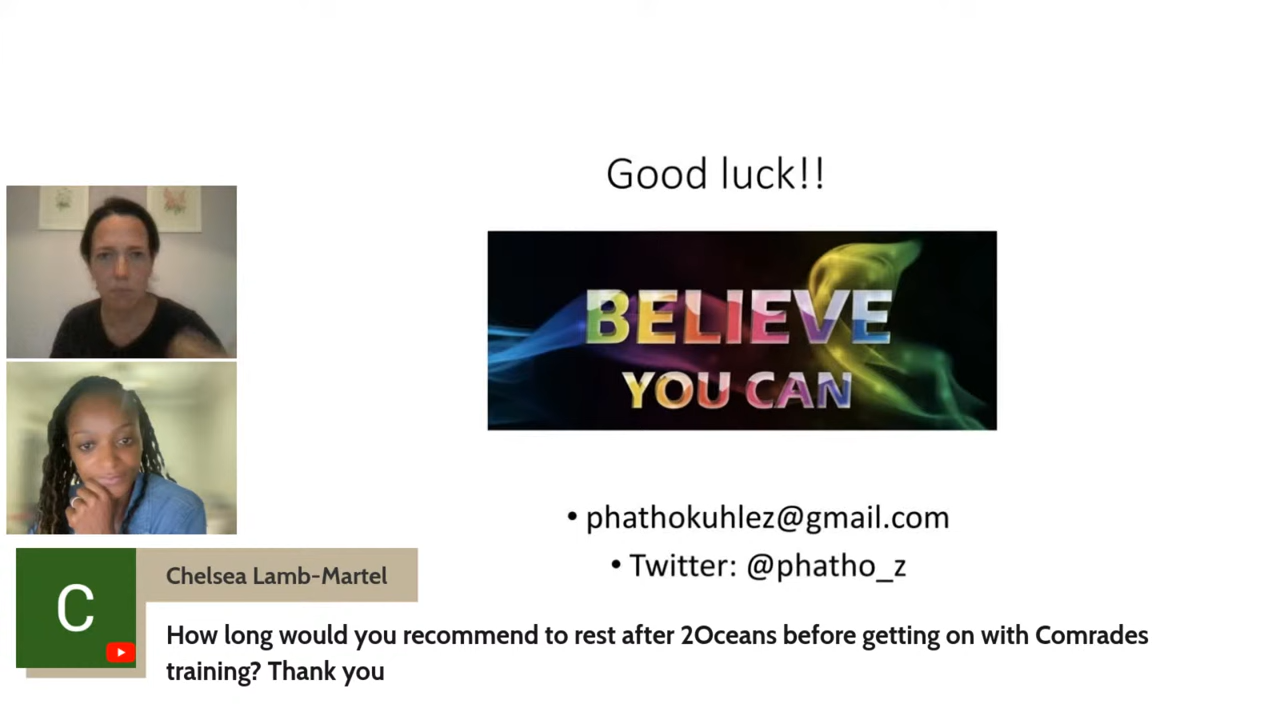 Good luck!!
BELIEVE
YOU CAN
• phathokuhlez@gmail.com
• Twitter: @phatho_z
C
Chelsea Lamb-Martel
How long would you recommend to rest after 2Oceans before getting on with Comrades
training? Thank you